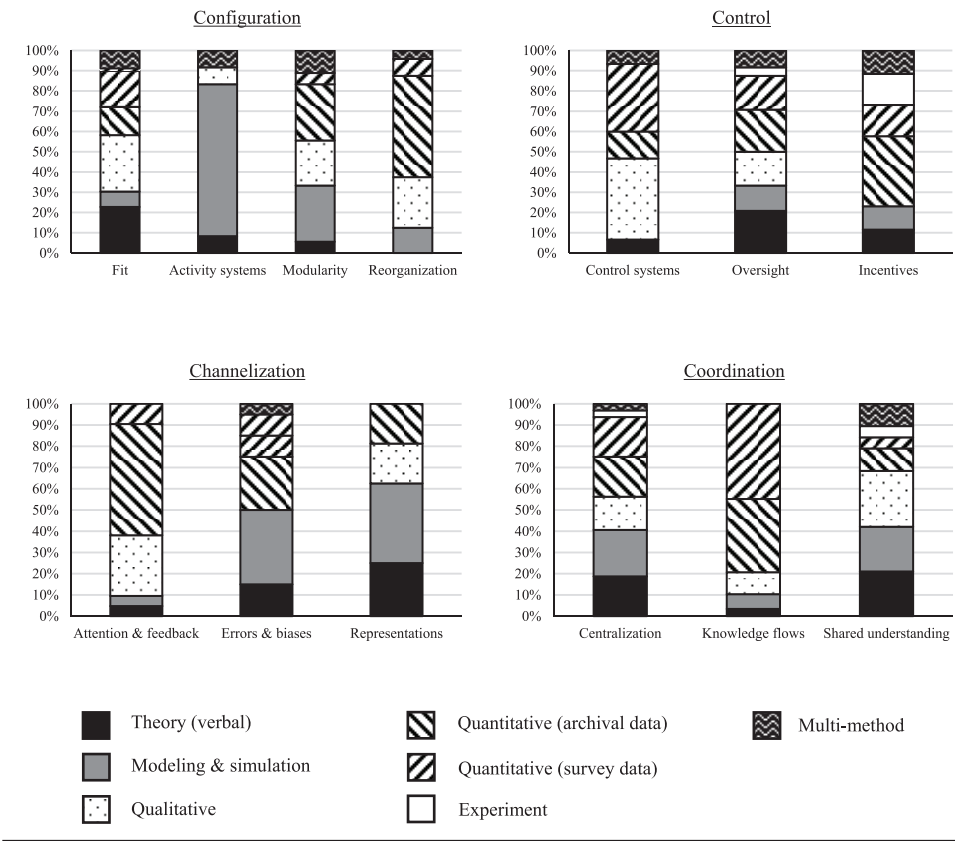 Configuration
100%
90%
80%
70%
60%
50%
40%
30%
20%
10%
0%
Fit Activity systems Modularity Reorganization
Control
100%
90%
80%
70%
60%
50%
40%
30%
20%
10%
0%
Control systems Oversight Incentives
Channelization
100%
90%
80%
70%
60%
50%
40%
30%
20%
10%
0%
Attention & feedback Errors & biases Representations
Coordination
100%
90%
80%
70%
60%
50%
40%
30%
20%
10%
0%
Centralization Knowledge flows Shared understanding
Theory (verbal)
Modeling & simulation
Qualitative
Quantitative (archival data)
Quantitative (survey data)
Experiment
Multi-method